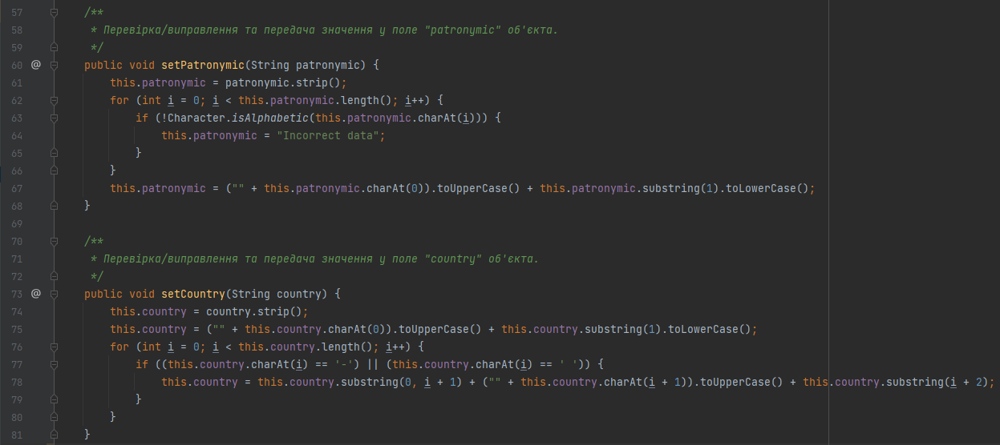 57 /**
58 * Перевірка/виправлення та передача значення у поле "patronymic" об'єкта.
59 */
60 @ public void setPatronymic(String patronymic) {
61 this.patronymic = patronymic.strip();
62 for (int i = 0; i < this.patronymic.length(); i++) {
63 if (!Character.isAlphabetic(this.patronymic.charAt(i))) {
64 this.patronymic = "Incorrect data";
65 }
66 }
67 this.patronymic = ("" + this.patronymic.charAt(0)).toUpperCase() + this.patronymic.substring(1).toLowerCase();
68 }
69
70 /**
71 * Перевірка/виправлення та передача значення у поле "country" об'єкта.
72 */
73 @ public void setCountry(String country) {
74 this.country = country.strip();
75 this.country = ("" + this.country.charAt(0)).toUpperCase() + this.country.substring(1).toLowerCase();
76 for (int i = 0; i < this.country.length(); i++) {
77 if ((this.country.charAt(i) == '-') || (this.country.charAt(i) == ' ')) {
78 this.country = this.country.substring(0, i + 1) + ("" + this.country.charAt(i + 1)).toUpperCase() + this.country.substring(i + 2);
79 }
80 }
81 }